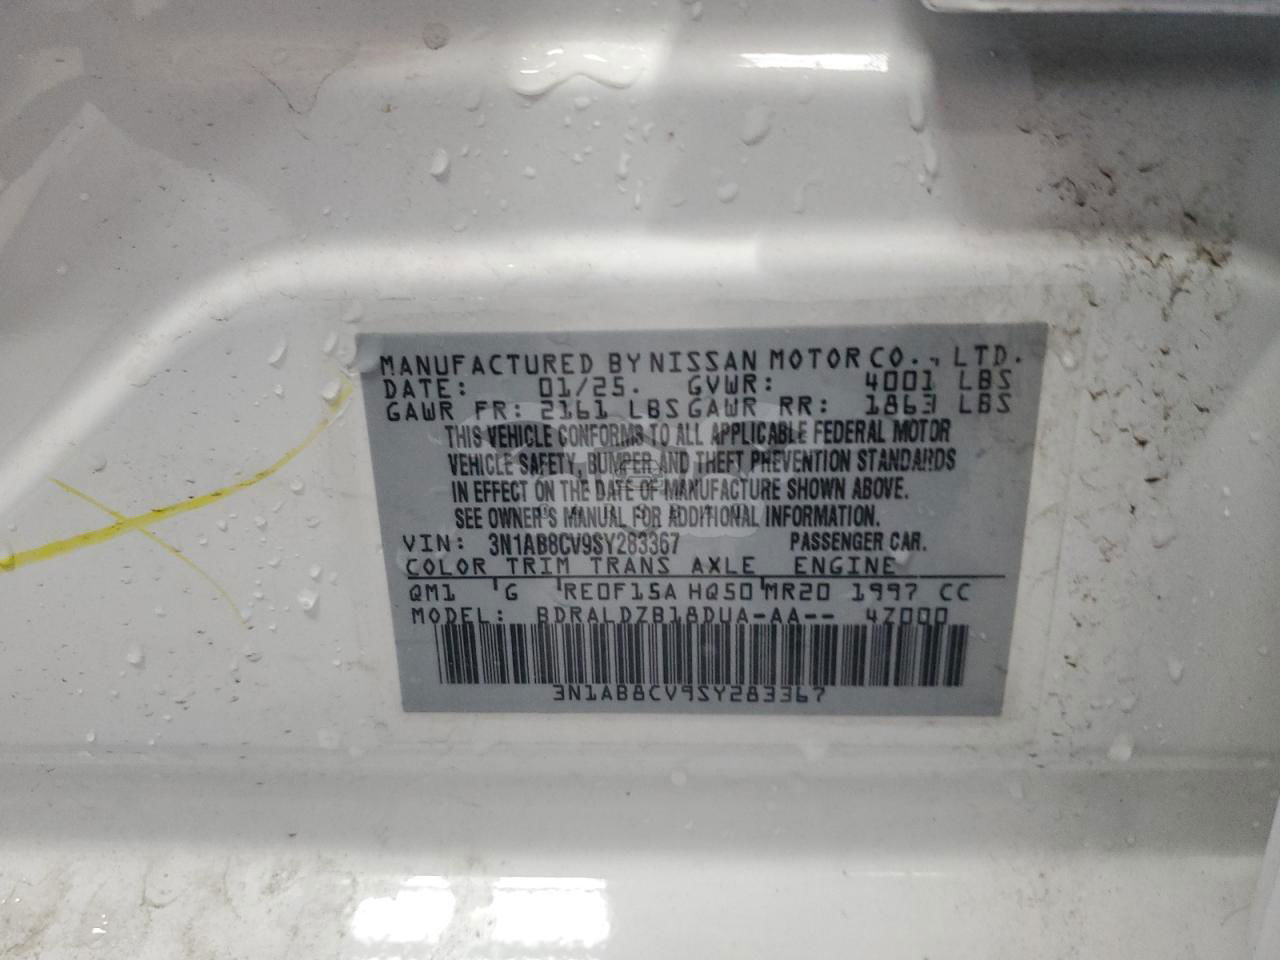 MANUFACTURED BY NISSAN MOTOR CO., LTD.
DATE: 01/25. GVWR: 4001 LBS
GAWR FR: 2161 LBS GAWR RR: 1863 LBS
THIS VEHICLE CONFORMS TO ALL APPLICABLE FEDERAL MOTOR
VEHICLE SAFETY, BUMPER AND THEFT PREVENTION STANDARDS
IN EFFECT ON THE DATE OF MANUFACTURE SHOWN ABOVE.
SEE OWNER'S MANUAL FOR ADDITIONAL INFORMATION.
VIN: 3N1AB8CV9SY283367 PASSENGER CAR.
COLOR TRIM TRANS AXLE ENGINE
QM1 G RE0F15A HQ50 MR20 1997 CC
MODEL: BDRALDZB18DUA-AA-- 4Z000
3N1AB8CV9SY283367